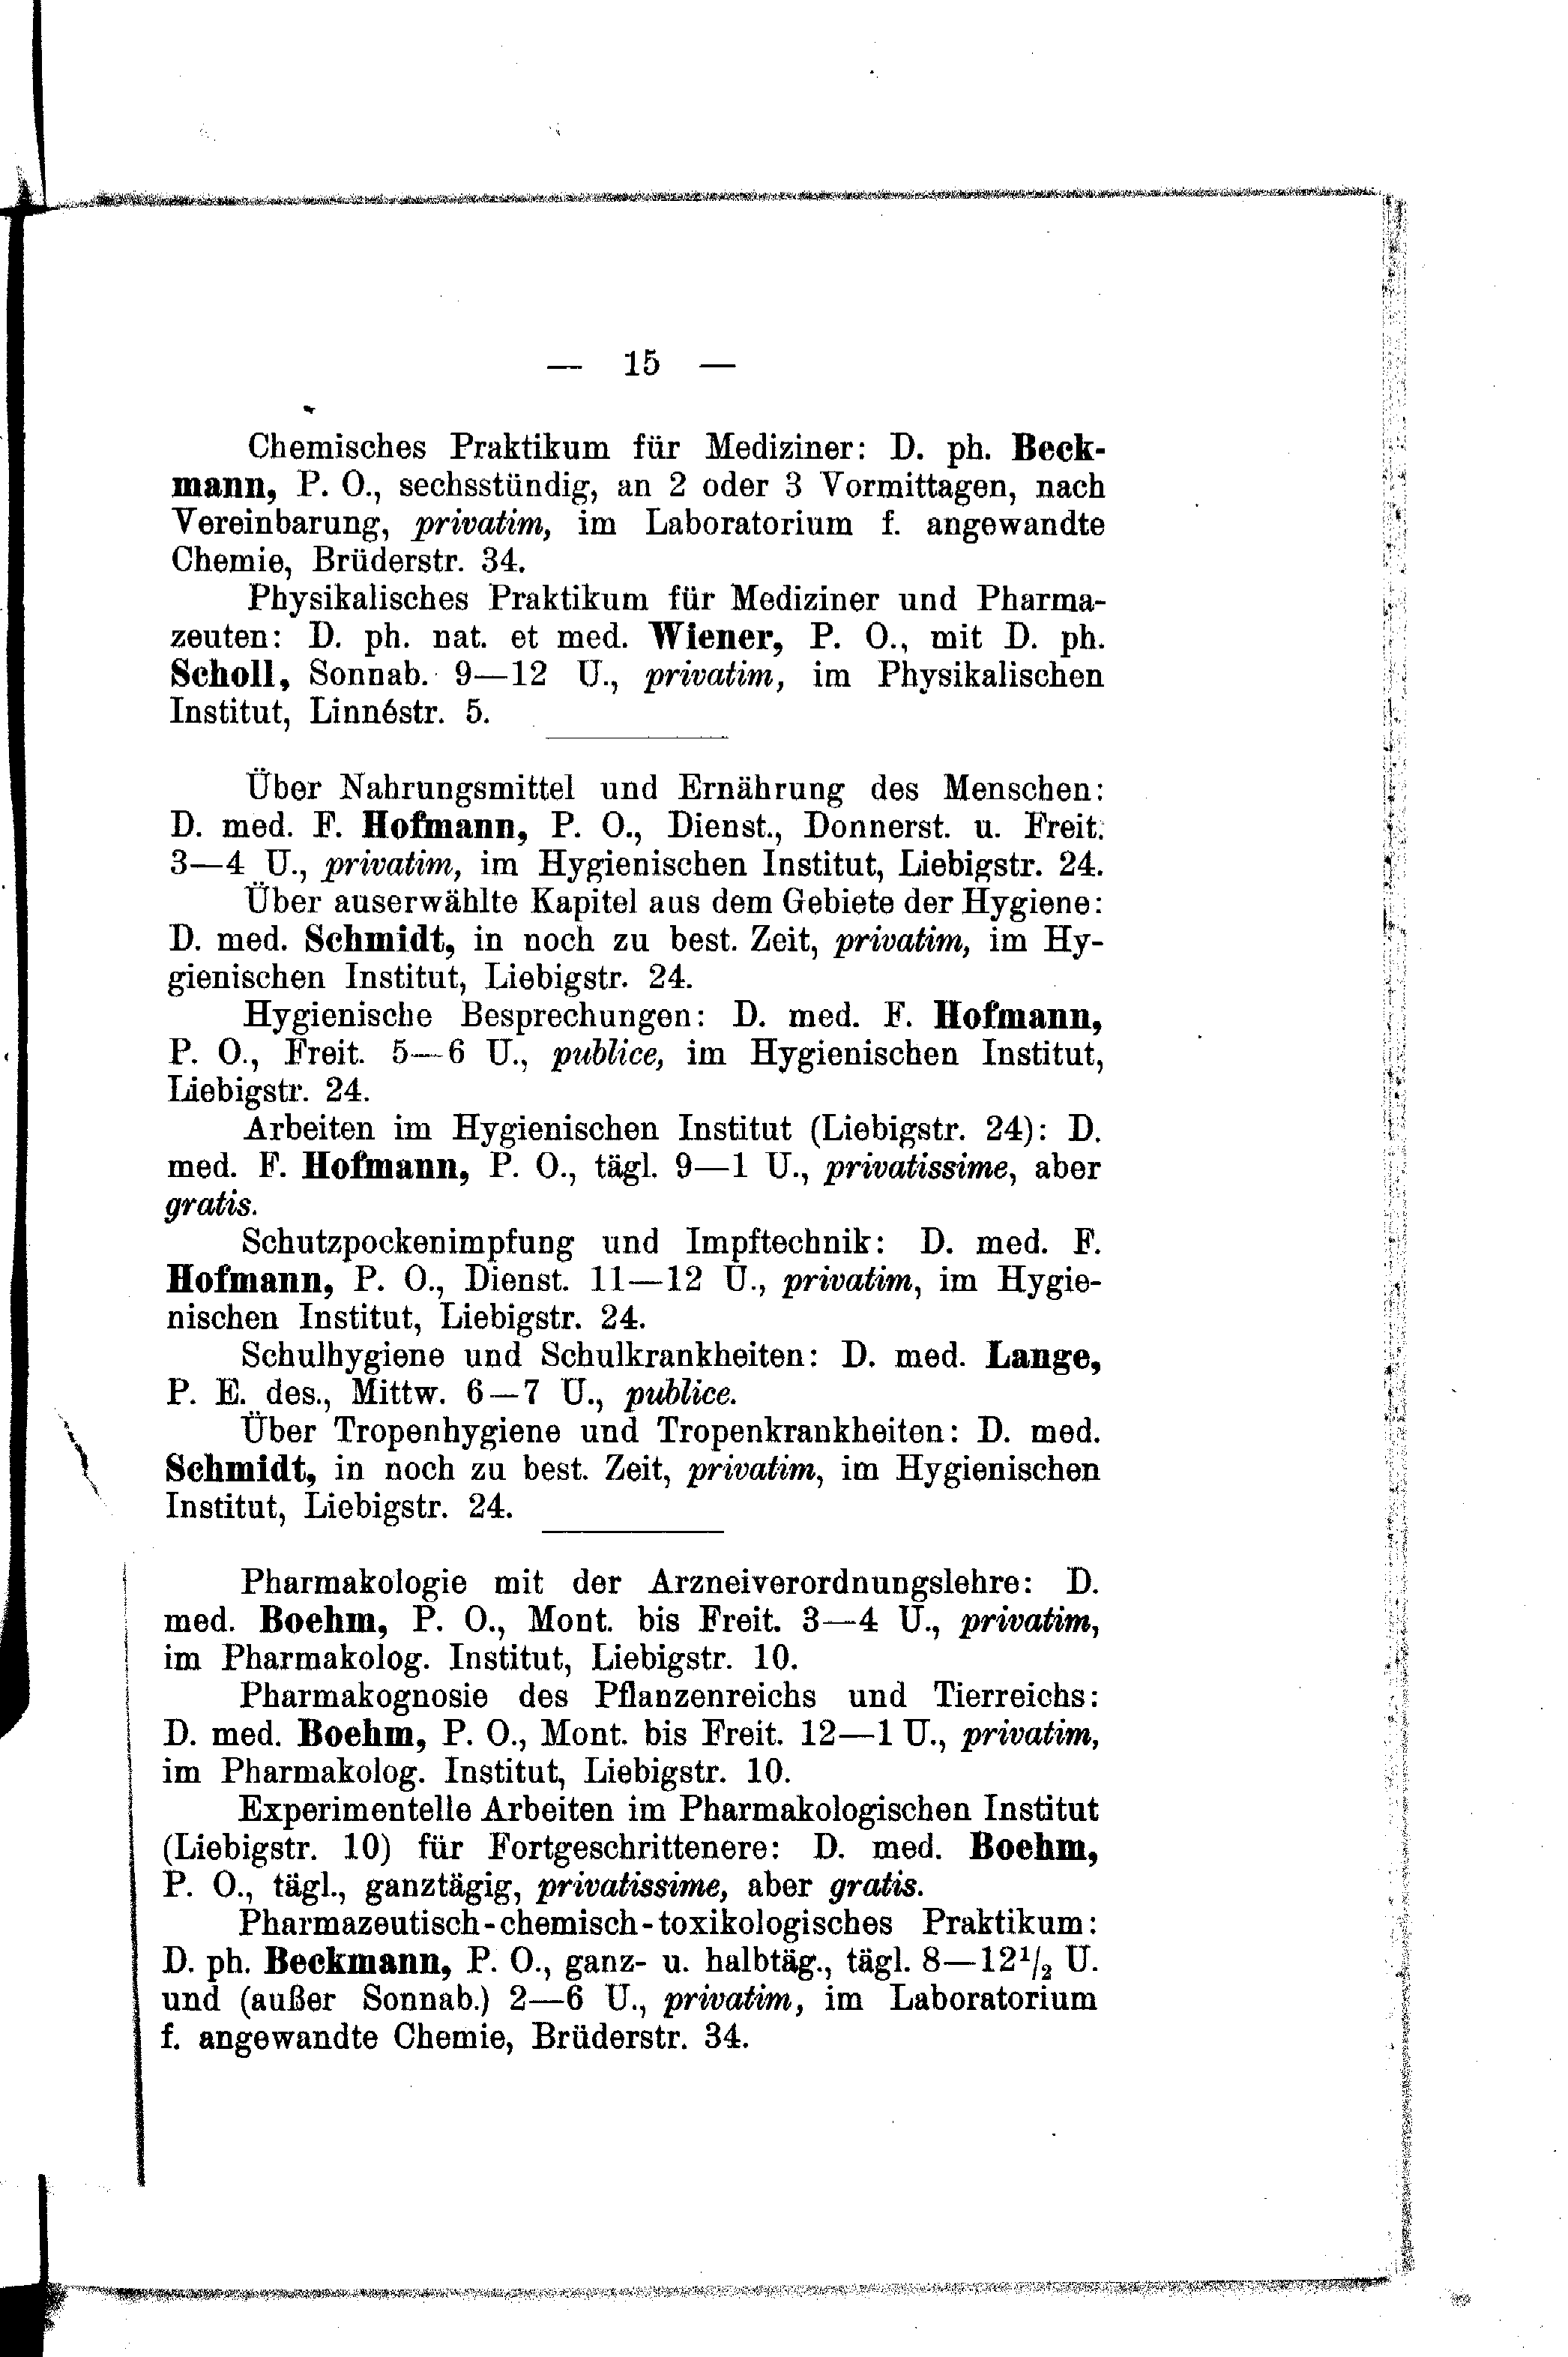 — 15 —
Chemisches Praktikum für Mediziner: D. ph. Beck-
mann, P. O., sechsstündig, an 2 oder 3 Vormittagen, nach
Vereinbarung, privatim, im Laboratorium f. angewandte
Chemie, Brüderstr. 34.
Physikalisches Praktikum für Mediziner und Pharma-
zeuten: D. ph. nat. et med. Wiener, P. O., mit D. ph.
Scholl, Sonnab. 9—12 U., privatim, im Physikalischen
Institut, Linnéstr. 5.
Über Nahrungsmittel und Ernährung des Menschen:
D. med. F. Hofmann, P. O., Dienst., Donnerst. u. Freit.
3—4 U., privatim, im Hygienischen Institut, Liebigstr. 24.
Über auserwählte Kapitel aus dem Gebiete der Hygiene:
D. med. Schmidt, in noch zu best. Zeit, privatim, im Hy-
gienischen Institut, Liebigstr. 24.
Hygienische Besprechungen: D. med. F. Hofmann,
P. O., Freit. 5—6 U., publice, im Hygienischen Institut,
Liebigstr. 24.
Arbeiten im Hygienischen Institut (Liebigstr. 24): D.
med. F. Hofmann, P. O., tägl. 9—1 U., privatissime, aber
gratis.
Schutzpockenimpfung und Impftechnik: D. med. F.
Hofmann, P. O., Dienst. 11—12 U., privatim, im Hygie-
nischen Institut, Liebigstr. 24.
Schulhygiene und Schulkrankheiten: D. med. Lange,
P. E. des., Mittw. 6—7 U., publice.
Über Tropenhygiene und Tropenkrankheiten: D. med.
Schmidt, in noch zu best. Zeit, privatim, im Hygienischen
Institut, Liebigstr. 24.
Pharmakologie mit der Arzneiverordnungslehre: D.
med. Boehm, P. O., Mont. bis Freit. 3—4 U., privatim,
im Pharmakolog. Institut, Liebigstr. 10.
Pharmakognosie des Pflanzenreichs und Tierreichs:
D. med. Boehm, P. O., Mont. bis Freit. 12—1 U., privatim,
im Pharmakolog. Institut, Liebigstr. 10.
Experimentelle Arbeiten im Pharmakologischen Institut
(Liebigstr. 10) für Fortgeschrittenere: D. med. Boehm,
P. O., tägl., ganztägig, privatissime, aber gratis.
Pharmazeutisch-chemisch-toxikologisches Praktikum:
D. ph. Beckmann, P. O., ganz- u. halbtäg., tägl. 8—12¹/₂ U.
und (außer Sonnab.) 2—6 U., privatim, im Laboratorium
f. angewandte Chemie, Brüderstr. 34.